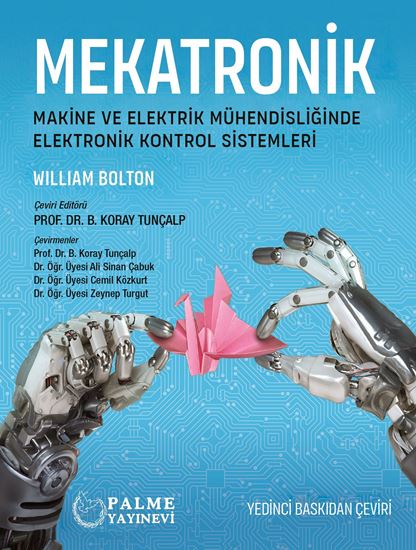 MEKATRONİK
MAKİNE VE ELEKTRİK MÜHENDİSLİĞİNDE
ELEKTRONİK KONTROL SİSTEMLERİ
WILLIAM BOLTON
Çeviri Editörü
PROF. DR. B. KORAY TUNÇALP
Çevirmenler
Prof. Dr. B. Koray Tunçalp
Dr. Öğr. Üyesi Ali Sinan Çabuk
Dr. Öğr. Üyesi Cemil Közkurt
Dr. Öğr. Üyesi Zeynep Turgut
PALME
YAYINEVİ
YEDİNCİ BASKIDAN ÇEVİRİ